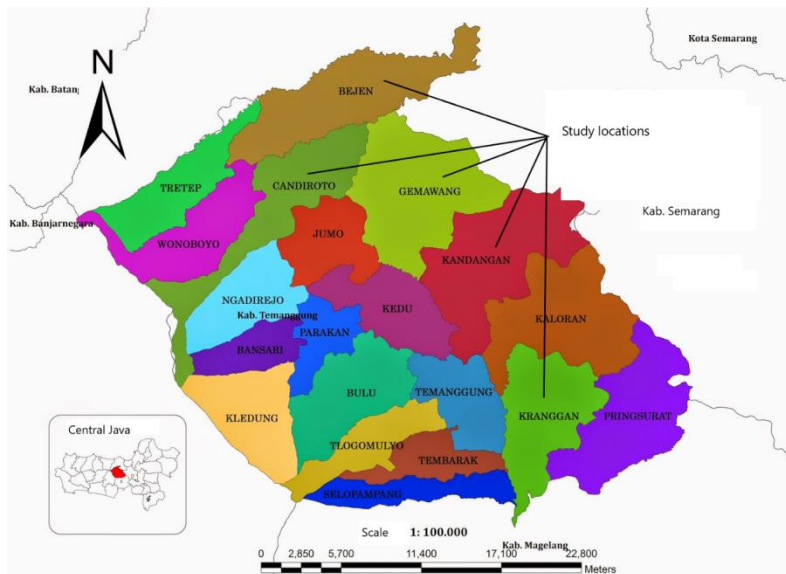 Kota Semarang
N
Kab. Batan
BEJEN
Study locations
TRETEP
CANDIROTO
GEMAWANG
Kab. Semarang
Kab. Banjarnegara
WONOBOYO
JUMO
KANDANGAN
NGADIREJO
KEDU
Kab. Temanggung
KALORAN
PARAKAN
BANSARI
BULU
TEMANGGUNG
KLEDUNG
KRANGGAN
PRINGSURAT
Central Java
TLOGOMULYO
TEMBARAK
SELOPAMPANG
Scale 1: 100.000
Kab. Magelang
0 2,850 5,700 11,400 17,100 22,800
Meters